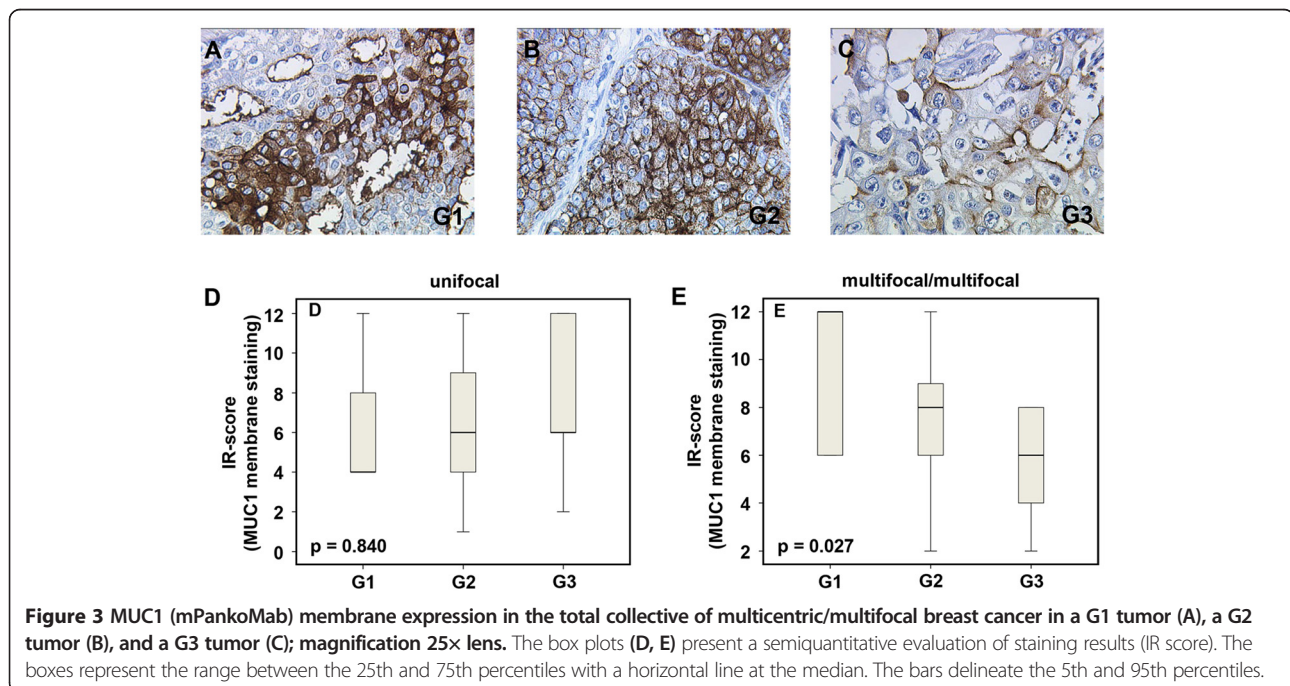 A
B
C
G1
G2
G3
D
unifocal
D
IR-score
(MUC1 membrane staining)
12
10
8
6
4
2
0
p = 0.840
G1
G2
G3
E
multifocal/multifocal
E
IR-score
(MUC1 membrane staining)
12
10
8
6
4
2
p = 0.027
G1
G2
G3
Figure 3 MUC1 (mPankoMab) membrane expression in the total collective of multicentric/multifocal breast cancer in a G1 tumor (A), a G2
tumor (B), and a G3 tumor (C); magnification 25× lens. The box plots (D, E) present a semiquantitative evaluation of staining results (IR score). The
boxes represent the range between the 25th and 75th percentiles with a horizontal line at the median. The bars delineate the 5th and 95th percentiles.